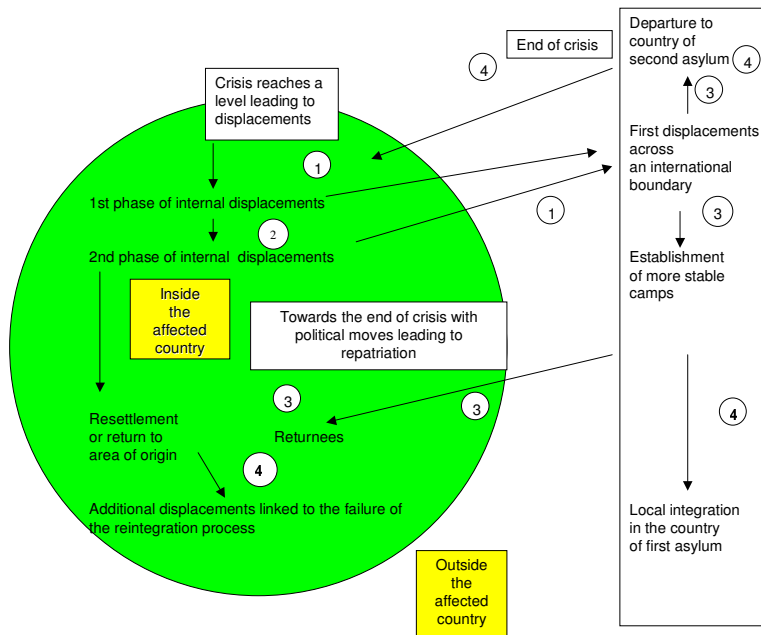 End of crisis
4
Departure to
country of
second asylum
4
3
Crisis reaches a
level leading to
displacements
1
First displacements
across
an international
boundary
1st phase of internal displacements
1
3
2
2nd phase of internal displacements
Establishment
of more stable
camps
Inside
the
affected
country
Towards the end of crisis with
political moves leading to
repatriation
3
3
4
Resettlement
or return to
area of origin
Returnees
4
Additional displacements linked to the failure of
the reintegration process
Local integration
in the country
of first asylum
Outside
the
affected
country